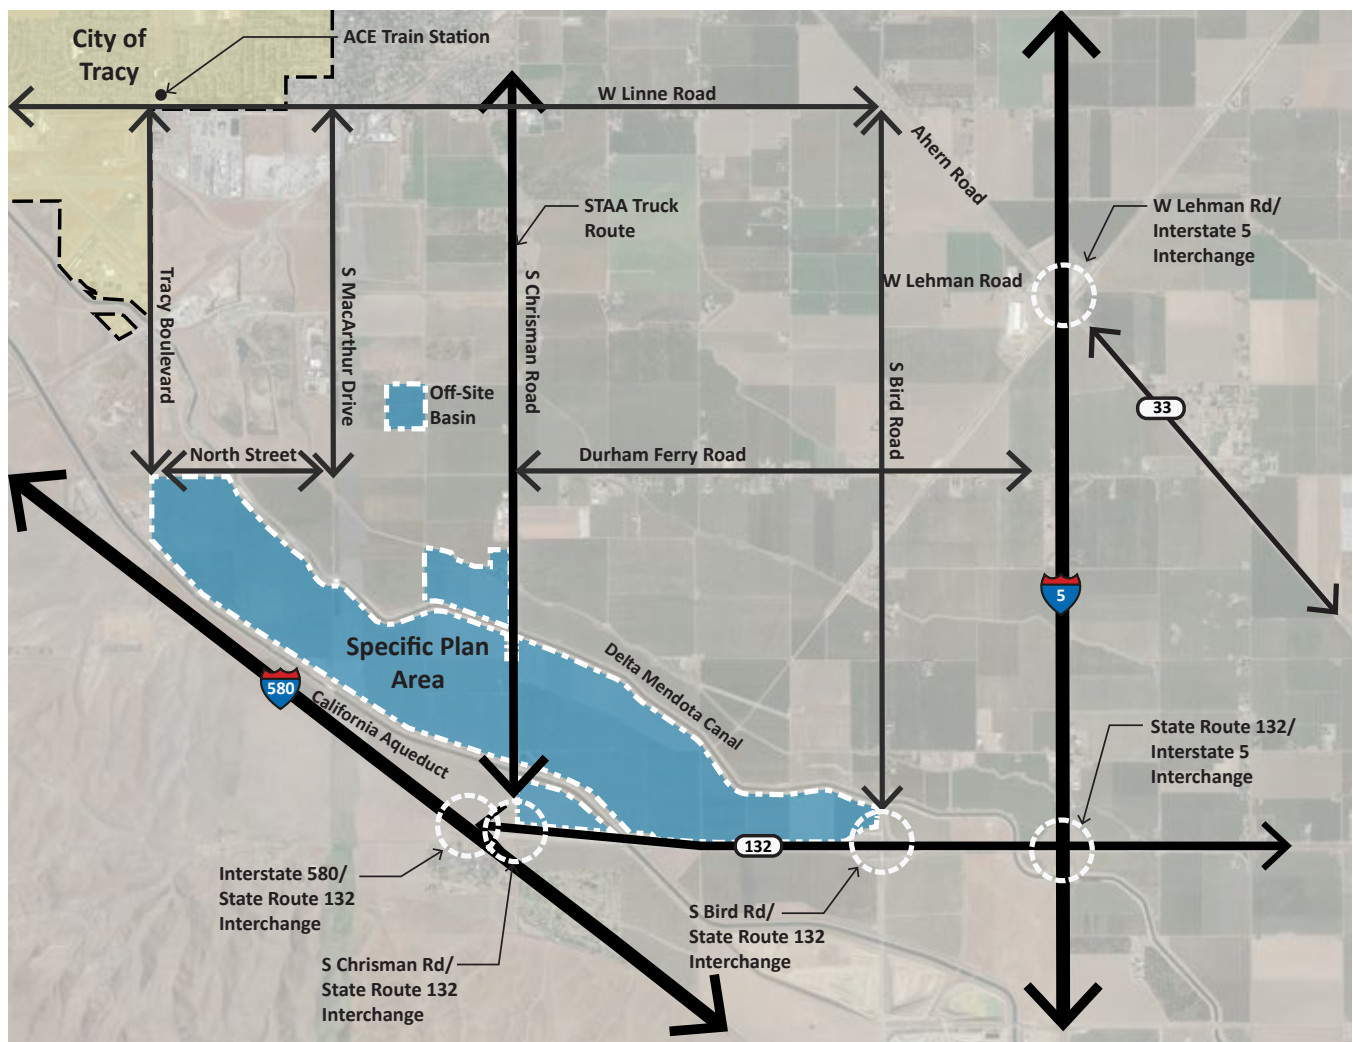 City of
Tracy
ACE Train Station
W Linne Road
Ahern Road
STAA Truck
Route
W Lehman Rd/
Interstate 5
Interchange
W Lehman Road
Tracy Boulevard
S MacArthur Drive
S Chrisman Road
S Bird Road
Off-Site
Basin
33
North Street
Durham Ferry Road
5
Specific Plan
Area
Delta Mendota Canal
580
California Aqueduct
State Route 132/
Interstate 5
Interchange
132
Interstate 580/
State Route 132
Interchange
S Bird Rd/
State Route 132
Interchange
S Chrisman Rd/
State Route 132
Interchange